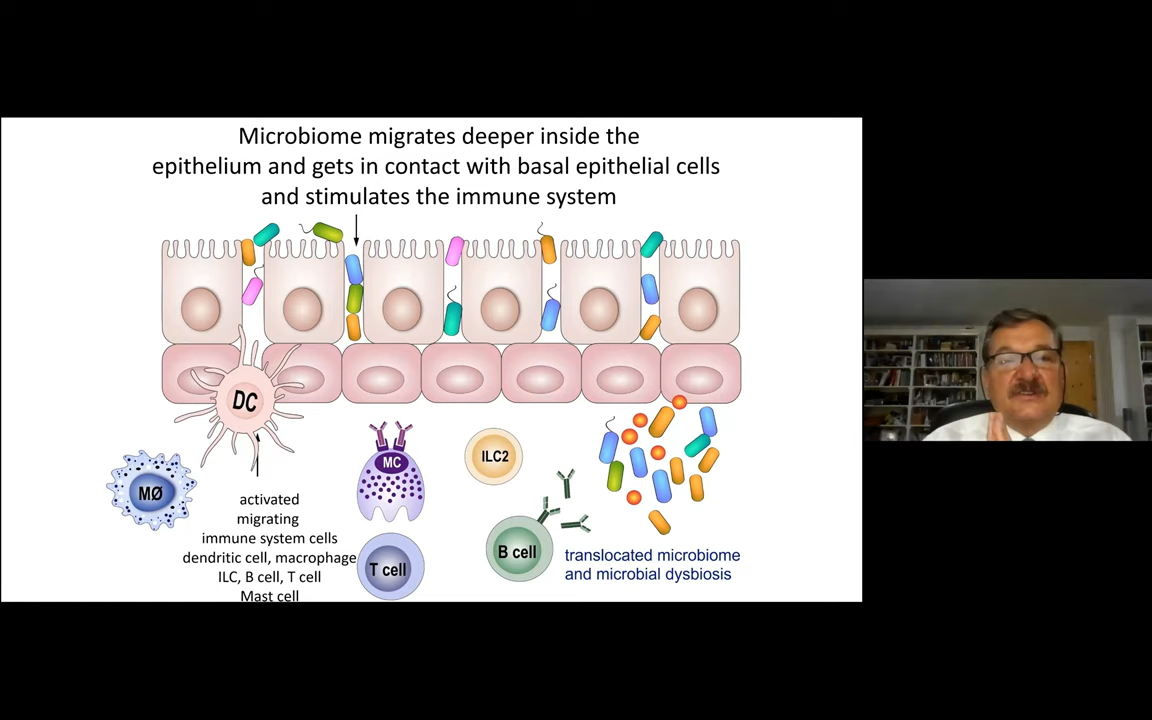 Microbiome migrates deeper inside the
epithelium and gets in contact with basal epithelial cells
and stimulates the immune system
DC
MC
ILC2
MØ
activated
migrating
immune system cells
dendritic cell, macrophage
ILC, B cell, T cell
Mast cell
T cell
B cell
translocated microbiome
and microbial dysbiosis